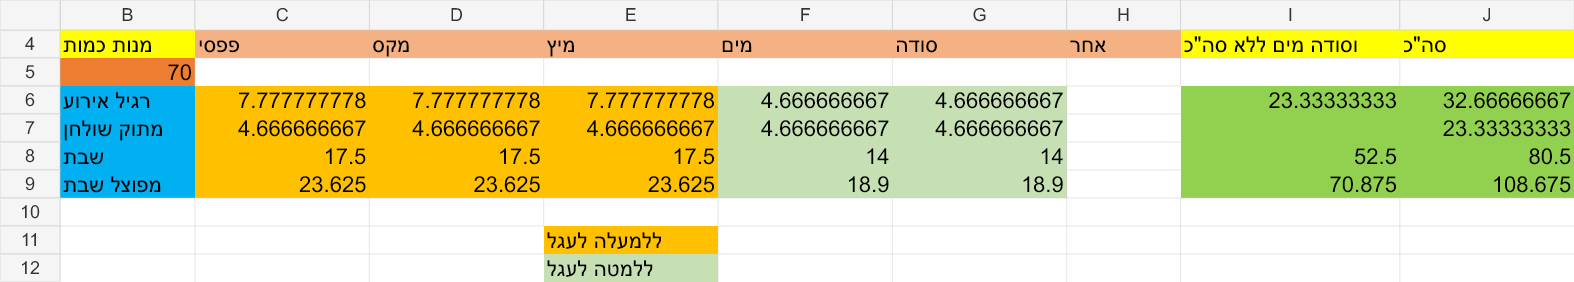 B C D E F G H I J
4 כמות מנות פפסי מקס מיץ מים סודה אחר סה"כ ללא מים וסודה סה"כ
5 70
6 אירוע רגיל 7.777777778 7.777777778 7.777777778 4.666666667 4.666666667 23.33333333 32.66666667
7 שולחן מתוק 4.666666667 4.666666667 4.666666667 4.666666667 4.666666667 23.33333333
8 שבת 17.5 17.5 17.5 14 14 52.5 80.5
9 שבת מפוצל 23.625 23.625 23.625 18.9 18.9 70.875 108.675
10
11 לעגל ללמעלה
12 לעגל ללמטה